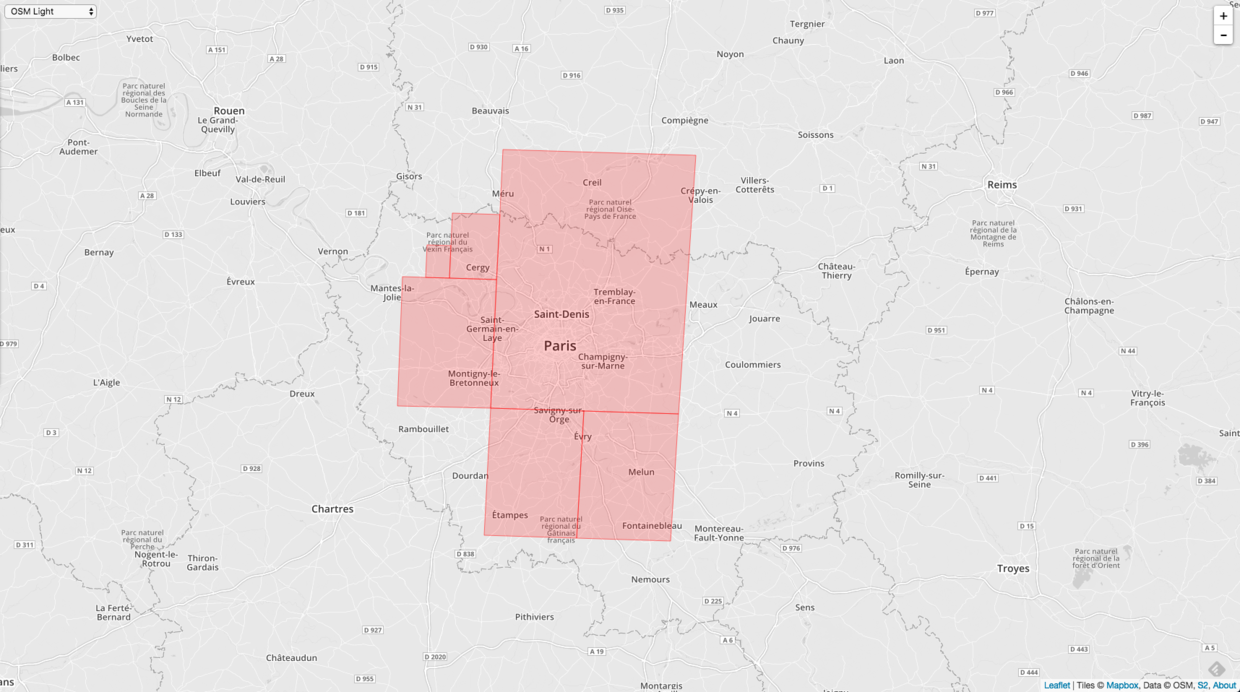 OSM Light
+
−
D 935
D 977
Tergnier
Chauny
Yvetot
D 930
A 16
A 151
A 28
Bolbec
Noyon
Laon
D 915
D 916
D 946
liers
Parc naturel
régional des
Boucles de la
Seine
Normande
D 966
A 131
N 31
Beauvais
Rouen
Le Grand-
Quevilly
Compiègne
D 987
D 947
Soissons
Pont-
Audemer
Elbeuf
Val-de-Reuil
Gisors
N 31
Creil
Villers-
Cotterêts
D 1
Reims
A 28
Louviers
Méru
Crépy-en-
Valois
Parc naturel
régional Oise-
Pays de France
D 181
D 931
eux
D 133
Parc naturel
régional du
Vexin Français
Parc naturel
régional de la
Montagne de
Reims
Bernay
Vernon
N 1
Cergy
Château-
Thierry
Épernay
D 4
Évreux
Mantes-la-
Jolie
Tremblay-
en-France
Meaux
Châlons-en-
Champagne
Saint-Denis
Jouarre
Saint-
Germain-en-
Laye
D 951
D 979
Paris
N 44
Champigny-
sur-Marne
Coulommiers
L'Aigle
Montigny-le-
Bretonneux
N 12
Dreux
N 4
N 4
Vitry-le-
François
Savigny-sur-
Orge
N 4
N 4
D 3
Rambouillet
Évry
Saint
D 396
N 12
D 928
Dourdan
Melun
Provins
Romilly-sur-
Seine
D 441
D 384
Chartres
Étampes
Parc naturel
régional du
Gâtinais
français
Fontainebleau
Montereau-
Fault-Yonne
D 15
D 311
Parc naturel
régional du
Perche
Nogent-le-
Rotrou
Thiron-
Gardais
D 838
D 976
Parc naturel
régional de la
forêt d'Orient
Troyes
Nemours
La Ferté-
Bernard
D 225
Sens
Pithiviers
D 927
A 6
Châteaudun
D 2020
A 19
D 443
A 5
D 955
D 444
ans
Montargis
Leaflet | Tiles © Mapbox, Data © OSM, S2, About